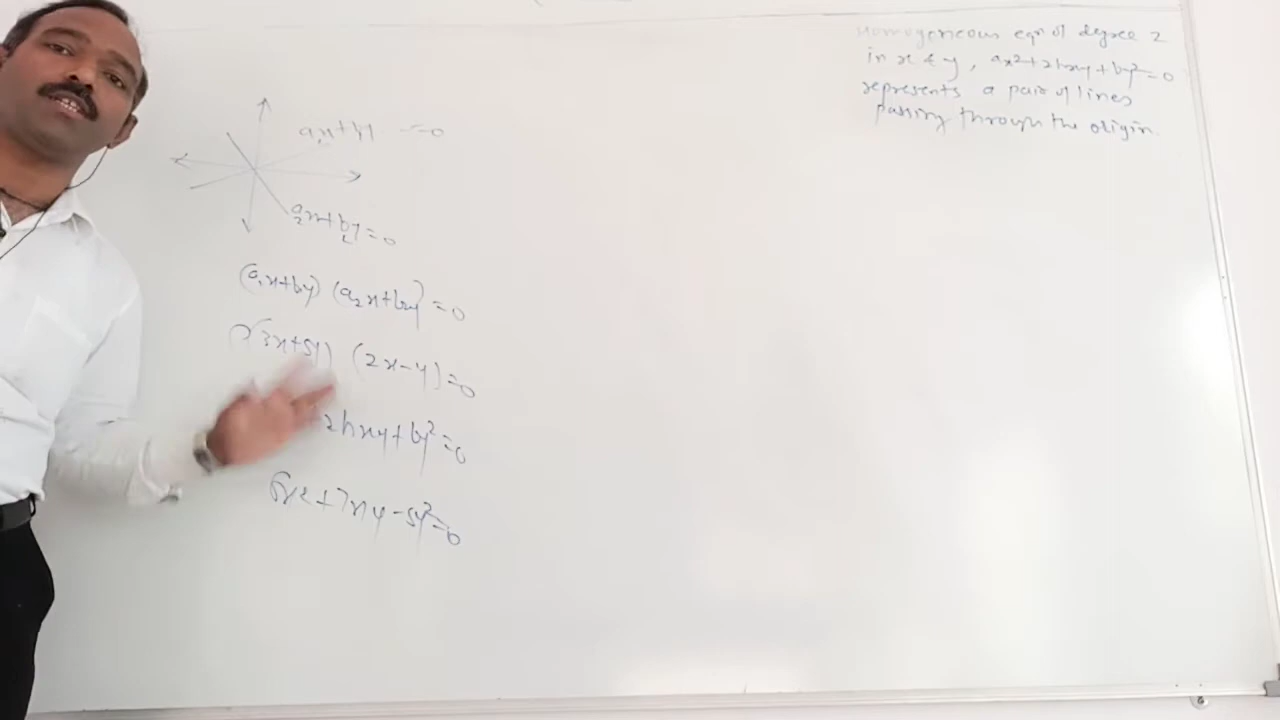 homogeneous eqn of degree 2
in x & y, ax²+2hxy+by²=0
represents a pair of lines
passing through the origin.
a₁x+b₁ =0
a₂x+b₂y=0
(a₁x+b₁y) (a₂x+b₂y)=0
(3x+5y) (2x-y)=0
+2hxy+by²=0
6x²+7xy-5y²=0